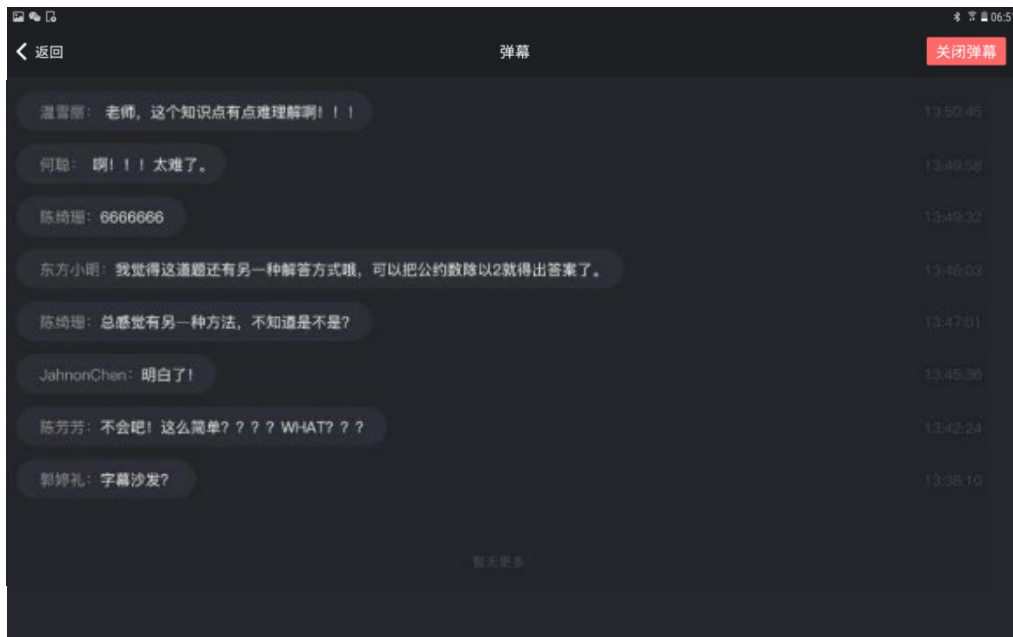 06:5
返回
弹幕
关闭弹幕
温雪丽： 老师，这个知识点有点难理解啊！！！ 13:50:45
何聪： 啊！！！太难了。 13:49:58
陈绮珊：6666666 13:49:32
东方小明：我觉得这道题还有另一种解答方式哦，可以把公约数除以2就得出答案了。 13:48:03
陈绮珊：总感觉有另一种方法，不知道是不是？ 13:47:01
JahnonChen：明白了！ 13:45:36
陈芳芳：不会吧！这么简单？？？？WHAT？？？ 13:42:24
郭婷礼：字幕沙发？ 13:38:10
暂无更多